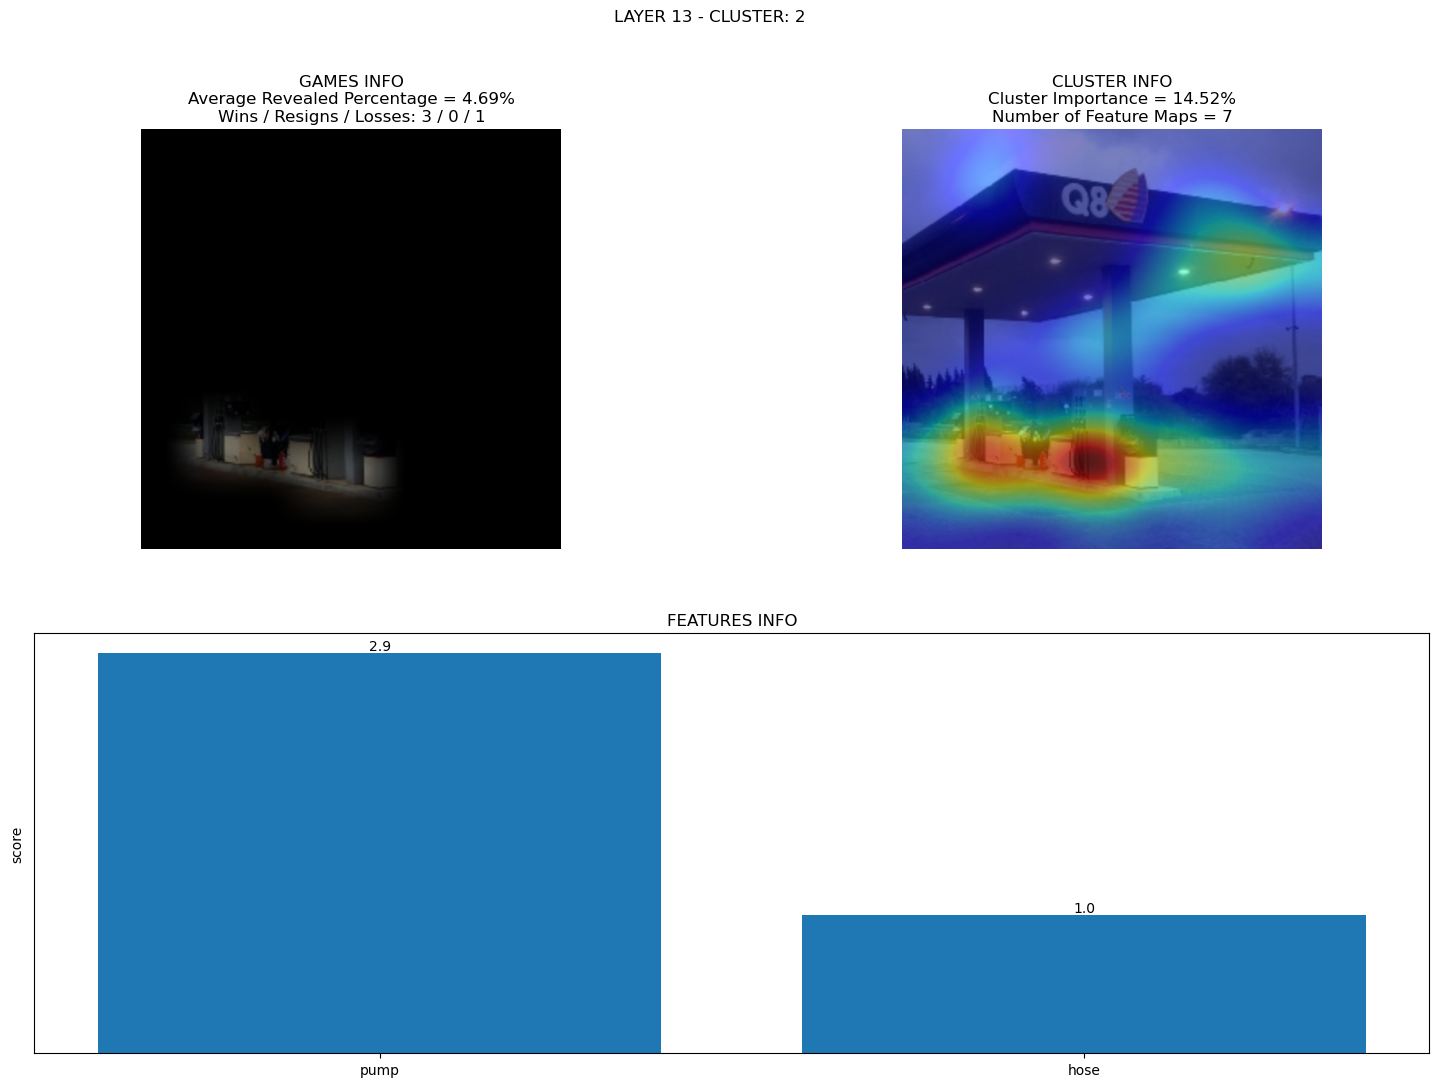 LAYER 13 - CLUSTER: 2
GAMES INFO
Average Revealed Percentage = 4.69%
Wins / Resigns / Losses: 3 / 0 / 1
CLUSTER INFO
Cluster Importance = 14.52%
Number of Feature Maps = 7
Q8
FEATURES INFO
score
2.9
1.0
pump
hose